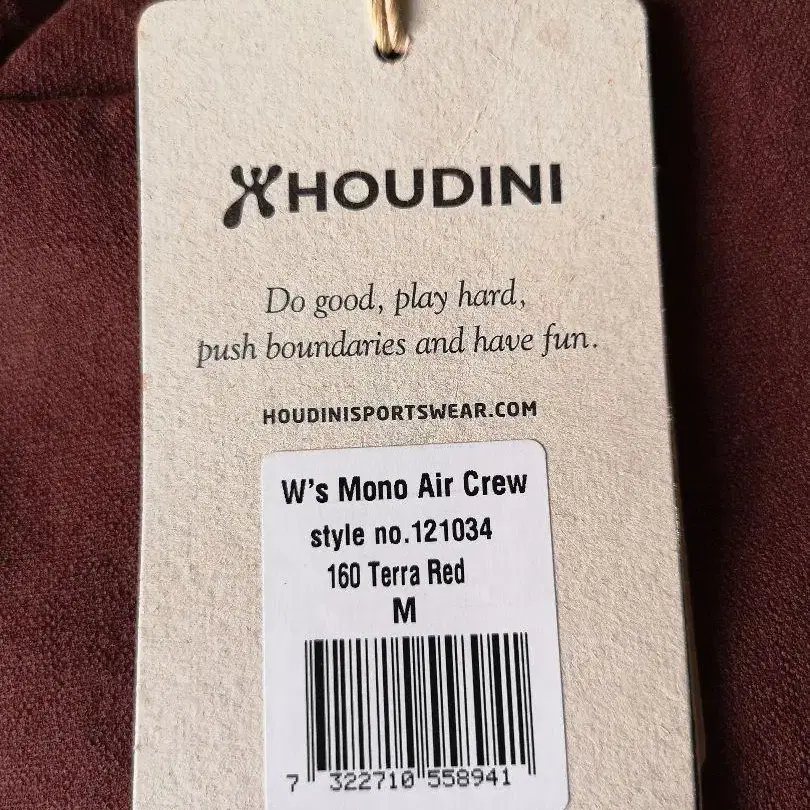 HOUDINI
Do good, play hard,
push boundaries and have fun.
HOUDINISPORTSWEAR.COM
W's Mono Air Crew
style no.121034
160 Terra Red
M
7 322710 558941